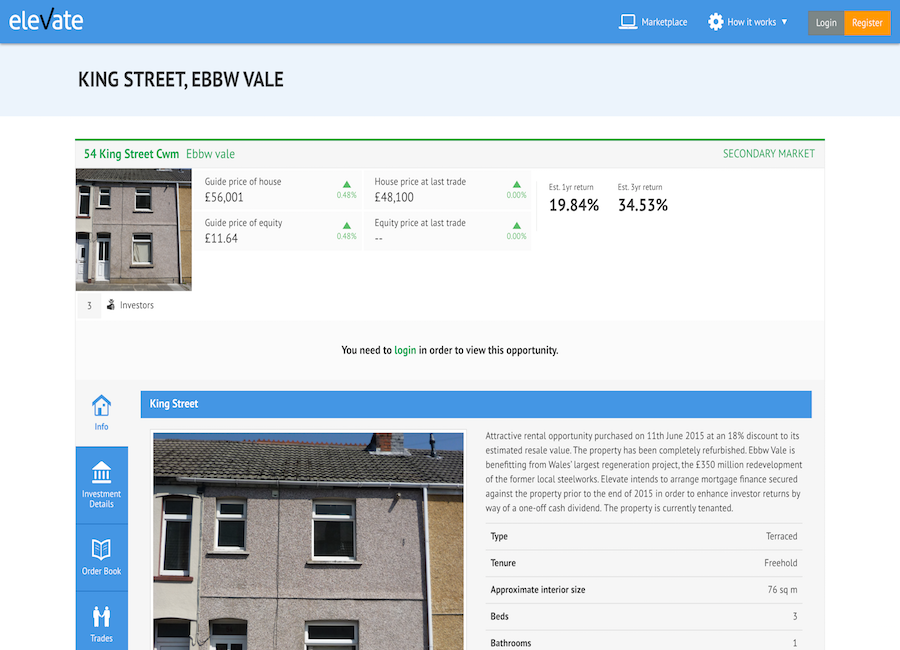 elevate
Marketplace
How it works ▼
Login
Register
KING STREET, EBBW VALE
54 King Street Cwm Ebbw vale
SECONDARY MARKET
Guide price of house
£56,001
0.48%
House price at last trade
£48,100
0.00%
Est. 1yr return
19.84%
Est. 3yr return
34.53%
Guide price of equity
£11.64
0.48%
Equity price at last trade
--
0.00%
3 Investors
You need to login in order to view this opportunity.
Info
Investment
Details
Order Book
Trades
King Street
Attractive rental opportunity purchased on 11th June 2015 at an 18% discount to its
estimated resale value. The property has been completely refurbished. Ebbw Vale is
benefitting from Wales' largest regeneration project, the £350 million redevelopment
of the former local steelworks. Elevate intends to arrange mortgage finance secured
against the property prior to the end of 2015 in order to enhance investor returns by
way of a one-off cash dividend. The property is currently tenanted.
Type Terraced
Tenure Freehold
Approximate interior size 76 sq m
Beds 3
Bathrooms 1